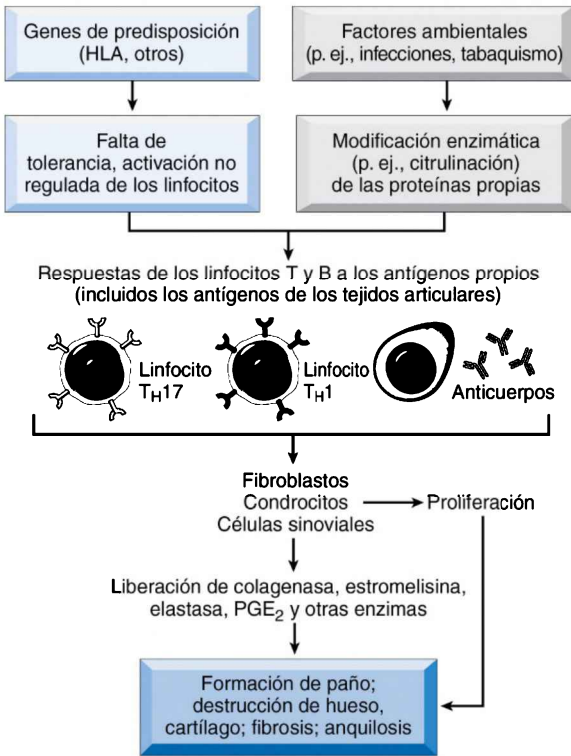 Genes de predisposición
(HLA, otros)
Factores ambientales
(p. ej., infecciones, tabaquismo)
Falta de
tolerancia, activación no
regulada de los linfocitos
Modificación enzimática
(p. ej., citrulinación)
de las proteínas propias
Respuestas de los linfocitos T y B a los antígenos propios
(incluidos los antígenos de los tejidos articulares)
Linfocito
TH17
Linfocito
TH1
Anticuerpos
Fibroblastos
Condrocitos
Células sinoviales
Proliferación
Liberación de colagenasa, estromelisina,
elastasa, PGE2 y otras enzimas
Formación de paño;
destrucción de hueso,
cartílago; fibrosis; anquilosis